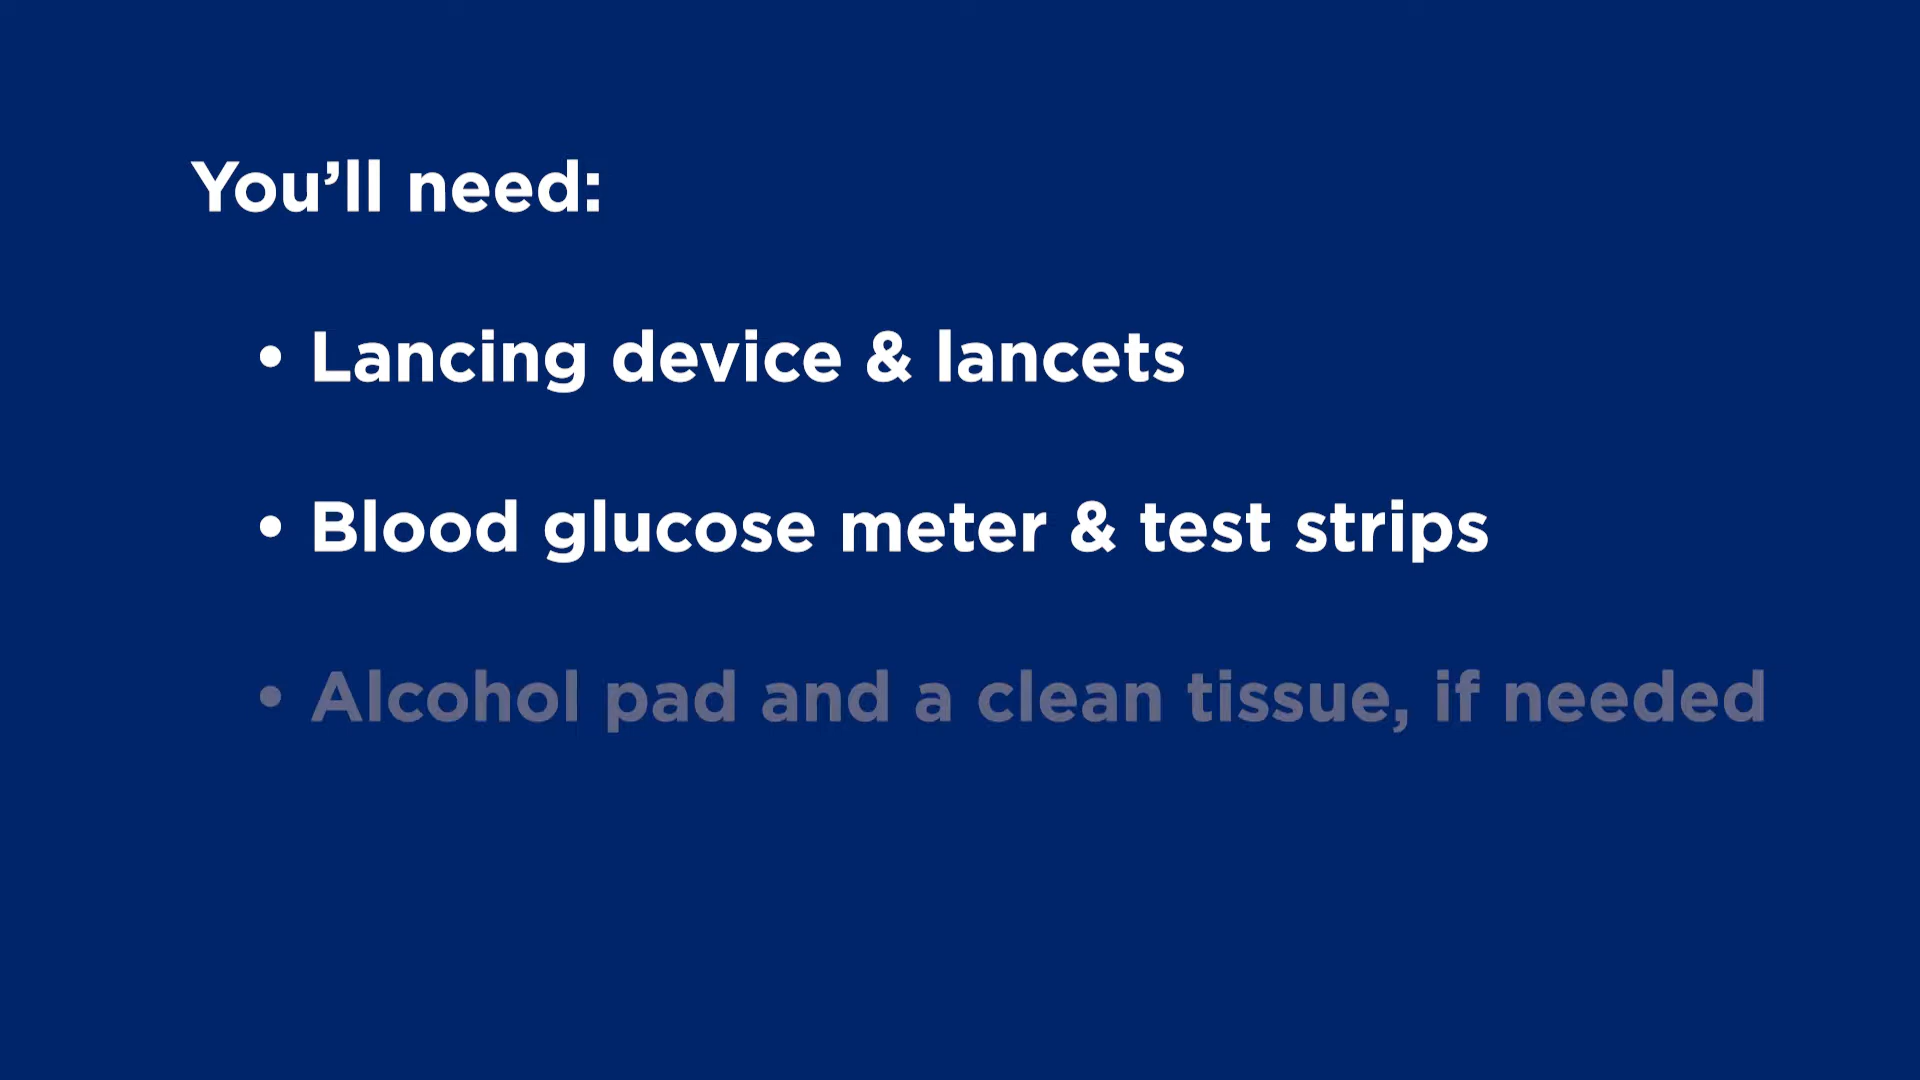 You’ll need:
• Lancing device & lancets
• Blood glucose meter & test strips
• Alcohol pad and a clean tissue, if needed